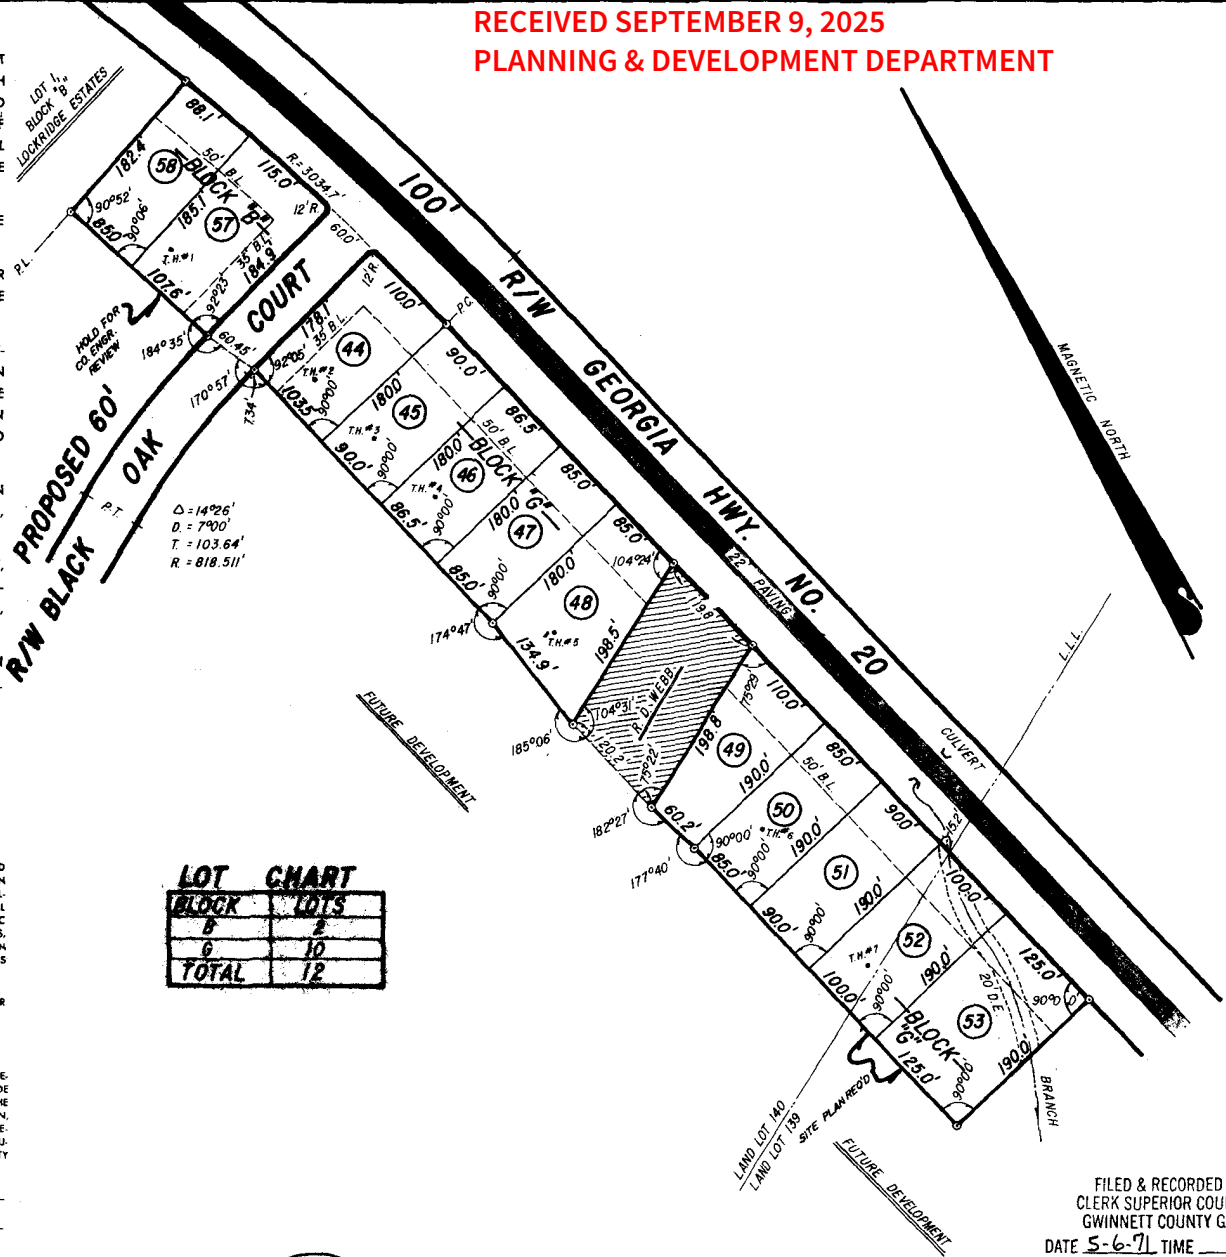 RECEIVED SEPTEMBER 9, 2025
PLANNING & DEVELOPMENT DEPARTMENT
LOT 1,
BLOCK "B"
LOCKRIDGE ESTATES
88.1'
182.4'
58
BLOCK "B"
50' B.L.
115.0'
R.=3034.7'
12' R.
60.0'
90°52'
85.0'
90°06'
185.1'
57
T.H.#1
35' B.L.
184.9'
92°23'
107.6'
P.L.
HOLD FOR
CO. ENGR.
REVIEW
184°35'
60.45'
170°57'
7.34'
92°05'
COURT
12' R.
110.0'
P.C.
178.1'
35' B.L.
44
T.H.#2
103.5'
90°00'
90.0'
180.0'
45
T.H.#3
90.0'
90°00'
86.5'
50' B.L.
BLOCK "G"
180.0'
46
T.H.#4
86.5'
90°00'
85.0'
180.0'
47
85.0'
90°00'
85.0'
180.0'
48
T.H.#5
174°47'
134.9'
198.5'
104°24'
119.8'
R. D. WEBB
104°31'
120.2'
75°22'
75°29'
185°06'
182°27'
177°40'
100' R/W GEORGIA HWY. NO. 20
22' PAVING
MAGNETIC NORTH
PROPOSED 60'
R/W BLACK OAK
P.T.
Δ = 14°26'
D. = 7°00'
T. = 103.64'
R. = 818.511'
FUTURE DEVELOPMENT
110.0'
198.8
49
60.2'
190.0'
85.0'
50' B.L.
50
T.H.#6
90°00'
85.0'
90°00'
190.0'
90.0'
51
90.0'
90°00'
190.0'
15.2'
CULVERT
L.L.L.
100.0'
52
T.H.#7
100.0'
90°00'
190.0'
125.0'
20' D.E.
53
90°00'
BLOCK "G"
125.0'
90°00'
190.0'
BRANCH
LAND LOT 140
LAND LOT 139
SITE PLAN REQ'D
FUTURE DEVELOPMENT
LOT CHART
BLOCK LOTS
B 2
G 10
TOTAL 12
FILED & RECORDED
CLERK SUPERIOR COU
GWINNETT COUNTY G
DATE 5-6-71 TIME